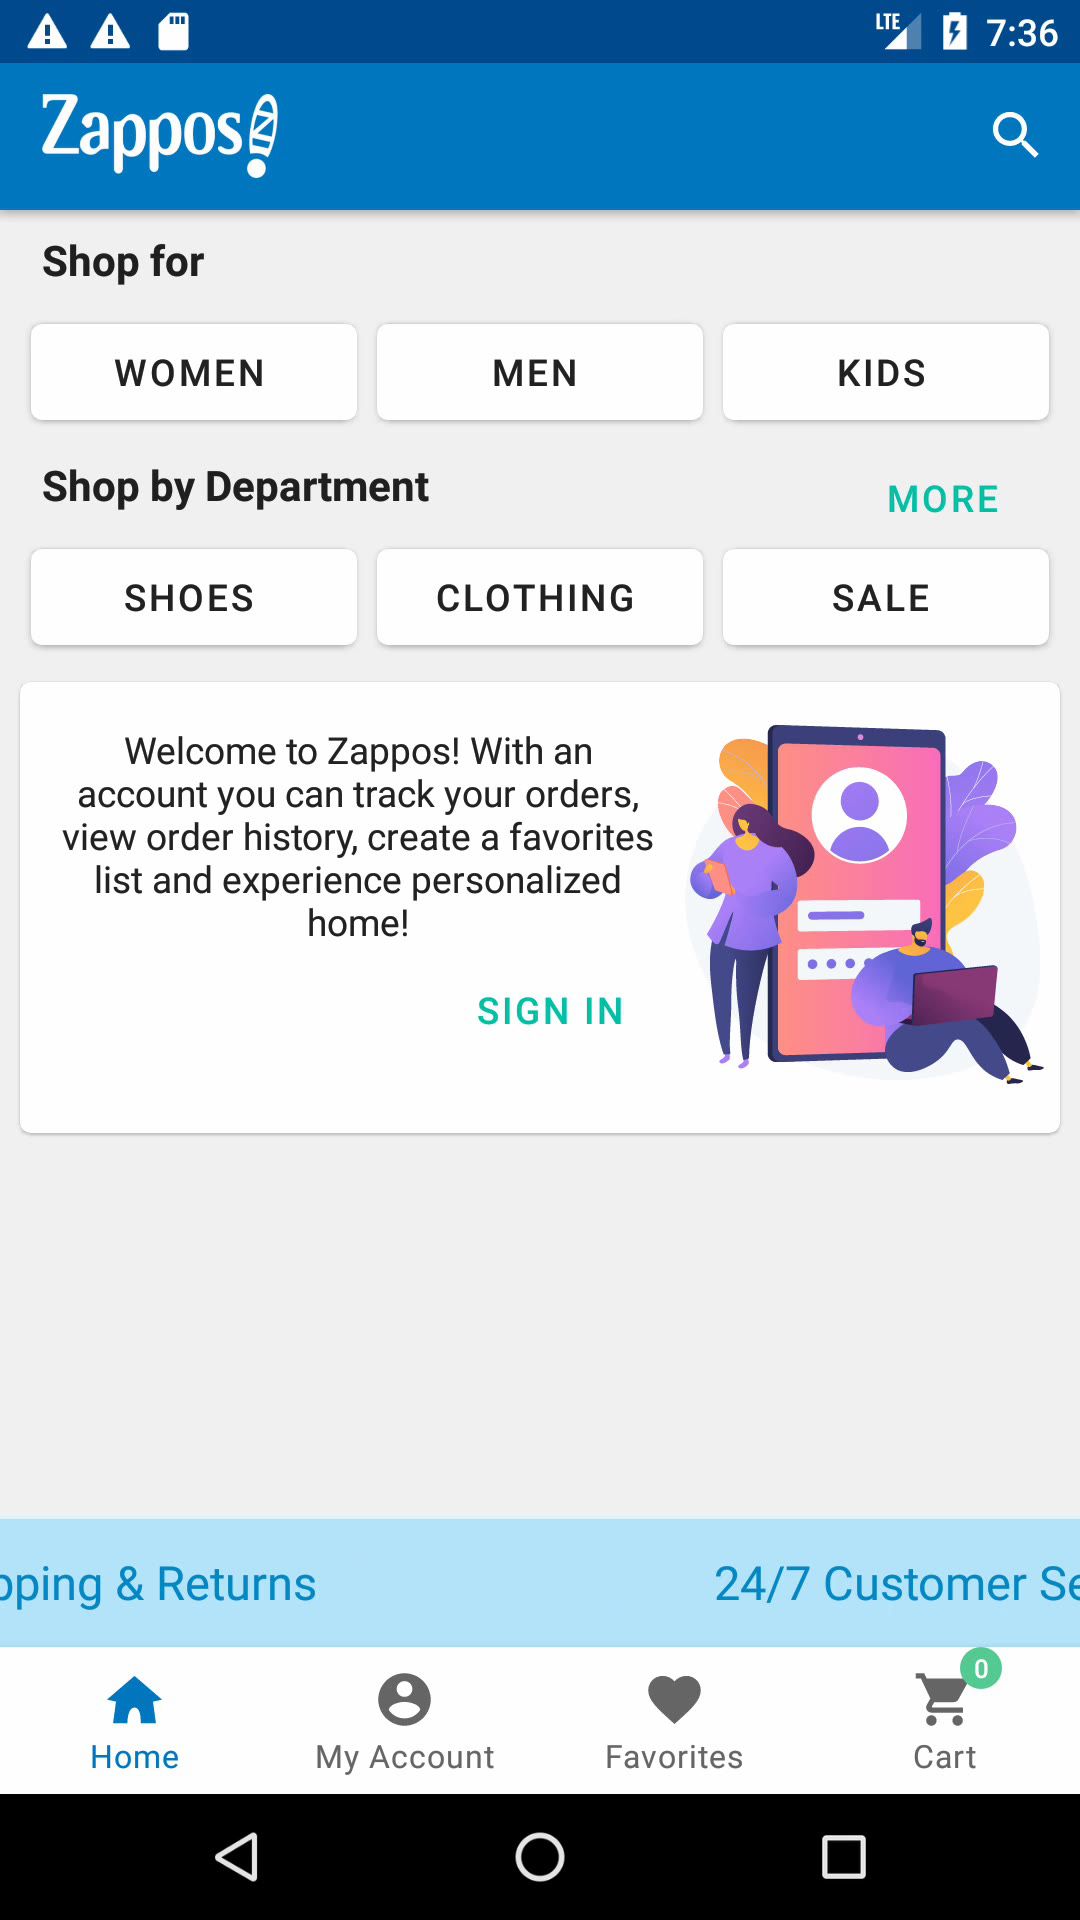 LTE 7:36
Zappos
Shop for
WOMEN MEN KIDS
Shop by Department
MORE
SHOES CLOTHING SALE
Welcome to Zappos! With an
account you can track your orders,
view order history, create a favorites
list and experience personalized
home!
SIGN IN
pping & Returns 24/7 Customer Se
0
Home My Account Favorites Cart